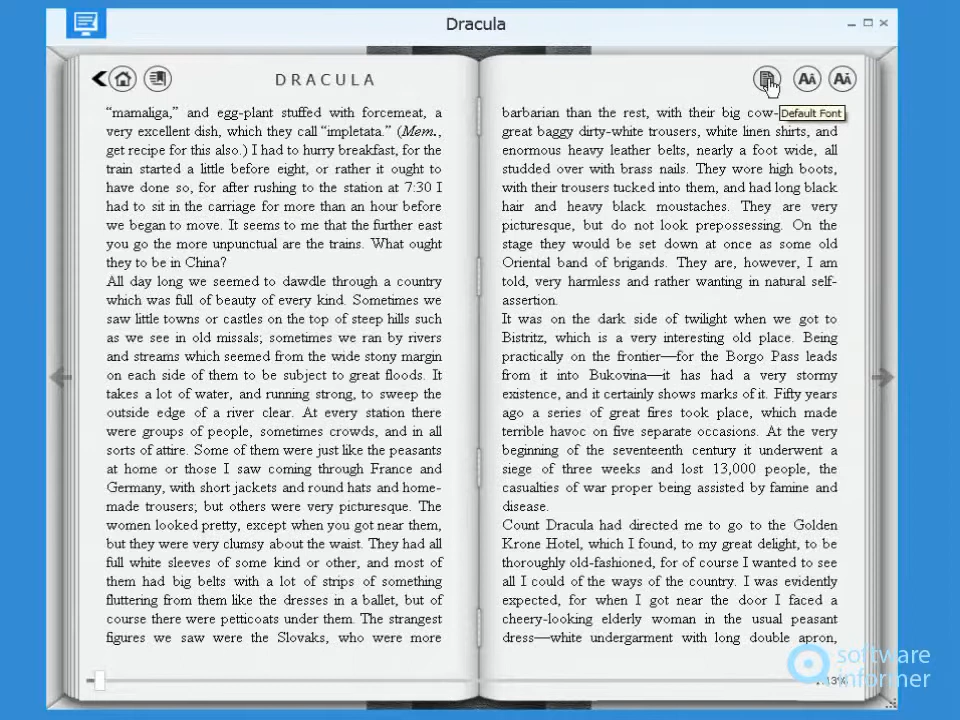 Dracula
DRACULA
AA
AA
Default Font
“mamaliga,” and egg-plant stuffed with forcemeat, a
very excellent dish, which they call “impletata.” (Mem.,
get recipe for this also.) I had to hurry breakfast, for the
train started a little before eight, or rather it ought to
have done so, for after rushing to the station at 7:30 I
had to sit in the carriage for more than an hour before
we began to move. It seems to me that the further east
you go the more unpunctual are the trains. What ought
they to be in China?
All day long we seemed to dawdle through a country
which was full of beauty of every kind. Sometimes we
saw little towns or castles on the top of steep hills such
as we see in old missals; sometimes we ran by rivers
and streams which seemed from the wide stony margin
on each side of them to be subject to great floods. It
takes a lot of water, and running strong, to sweep the
outside edge of a river clear. At every station there
were groups of people, sometimes crowds, and in all
sorts of attire. Some of them were just like the peasants
at home or those I saw coming through France and
Germany, with short jackets and round hats and home-
made trousers; but others were very picturesque. The
women looked pretty, except when you got near them,
but they were very clumsy about the waist. They had all
full white sleeves of some kind or other, and most of
them had big belts with a lot of strips of something
fluttering from them like the dresses in a ballet, but of
course there were petticoats under them. The strangest
figures we saw were the Slovaks, who were more
barbarian than the rest, with their big cow-
great baggy dirty-white trousers, white linen shirts, and
enormous heavy leather belts, nearly a foot wide, all
studded over with brass nails. They wore high boots,
with their trousers tucked into them, and had long black
hair and heavy black moustaches. They are very
picturesque, but do not look prepossessing. On the
stage they would be set down at once as some old
Oriental band of brigands. They are, however, I am
told, very harmless and rather wanting in natural self-
assertion.
It was on the dark side of twilight when we got to
Bistritz, which is a very interesting old place. Being
practically on the frontier—for the Borgo Pass leads
from it into Bukovina—it has had a very stormy
existence, and it certainly shows marks of it. Fifty years
ago a series of great fires took place, which made
terrible havoc on five separate occasions. At the very
beginning of the seventeenth century it underwent a
siege of three weeks and lost 13,000 people, the
casualties of war proper being assisted by famine and
disease.
Count Dracula had directed me to go to the Golden
Krone Hotel, which I found, to my great delight, to be
thoroughly old-fashioned, for of course I wanted to see
all I could of the ways of the country. I was evidently
expected, for when I got near the door I faced a
cheery-looking elderly woman in the usual peasant
dress—white undergarment with long double apron,
software
informer